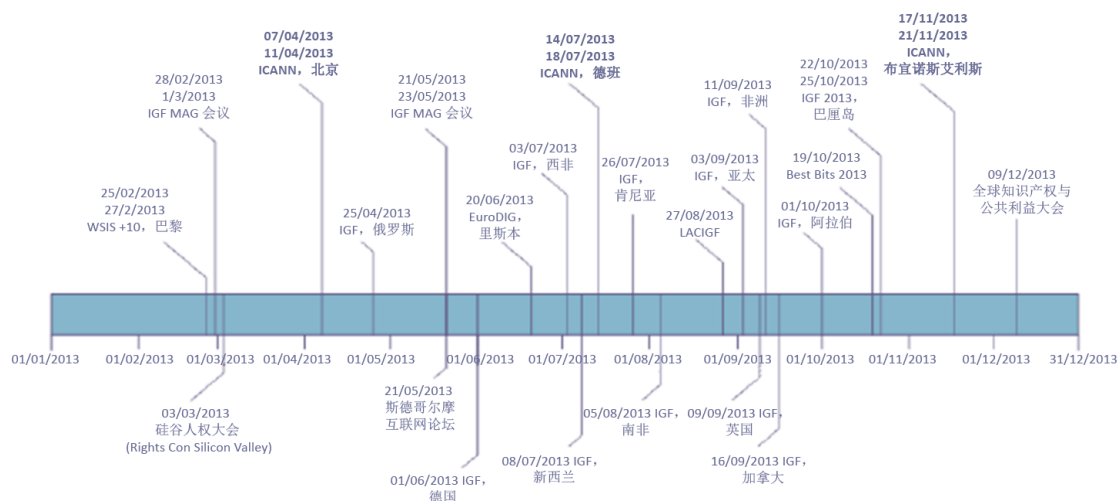 07/04/2013
11/04/2013
ICANN，北京
14/07/2013
18/07/2013
ICANN，德班
17/11/2013
21/11/2013
ICANN，
布宜诺斯艾利斯
28/02/2013
1/3/2013
IGF MAG 会议
21/05/2013
23/05/2013
IGF MAG 会议
11/09/2013
IGF，非洲
22/10/2013
25/10/2013
IGF 2013，
巴厘岛
03/07/2013
IGF，西非
26/07/2013
IGF，
肯尼亚
03/09/2013
IGF，亚太
19/10/2013
Best Bits 2013
09/12/2013
全球知识产权与
公共利益大会
25/02/2013
27/2/2013
WSIS +10，巴黎
25/04/2013
IGF，俄罗斯
20/06/2013
EuroDIG，
里斯本
27/08/2013
LACIGF
01/10/2013
IGF，阿拉伯
01/01/2013
01/02/2013
01/03/2013
01/04/2013
01/05/2013
01/06/2013
01/07/2013
01/08/2013
01/09/2013
01/10/2013
01/11/2013
01/12/2013
31/12/2013
03/03/2013
硅谷人权大会
(Rights Con Silicon Valley)
21/05/2013
斯德哥尔摩
互联网论坛
05/08/2013 IGF，
南非
09/09/2013 IGF，
英国
01/06/2013 IGF，
德国
08/07/2013 IGF，
新西兰
16/09/2013 IGF，
加拿大